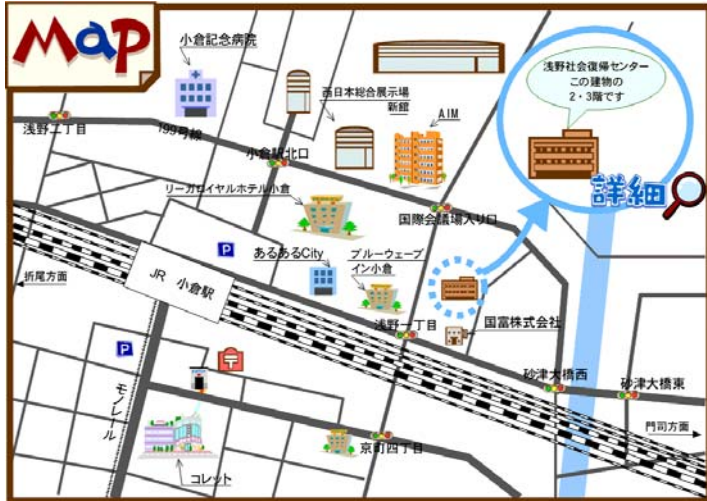 Map
小倉記念病院
西日本総合展示場
新館
AIM
浅野社会復帰センター
この建物の
2・3階です
浅野二丁目
199号線
小倉駅北口
詳細
リーガロイヤルホテル小倉
国際会議場入り口
P
あるあるCity
ブルーウェーブ
イン小倉
折尾方面
JR 小倉駅
国富株式会社
浅野一丁目
P
〒
砂津大橋西
砂津大橋東
モノレール
京町四丁目
門司方面
コレット